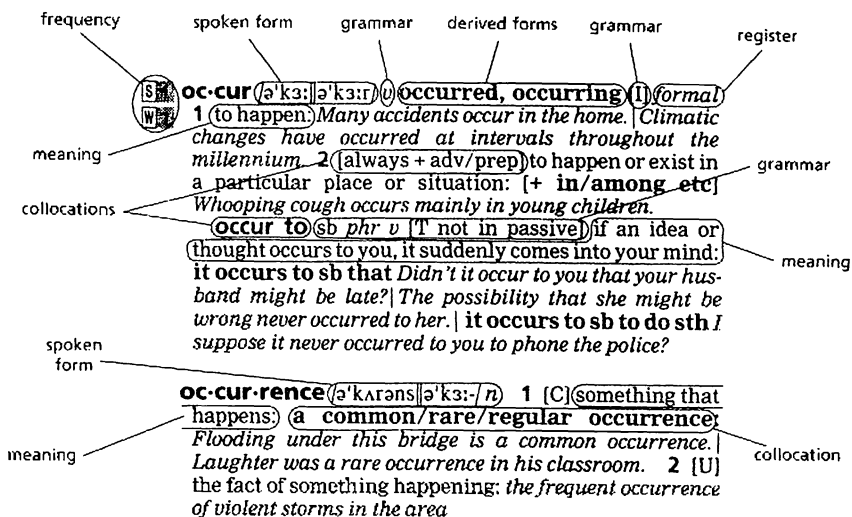 frequency spoken form grammar derived forms grammar register
S W
oc·cur /ə'kɜː||ə'kɜːr/ v occurred, occurring [I] formal
1 to happen: Many accidents occur in the home. | Climatic
changes have occurred at intervals throughout the
millennium. 2 [always + adv/prep] to happen or exist in
meaning
grammar
a particular place or situation: [+ in/among etc]
Whooping cough occurs mainly in young children.
collocations
occur to sb phr v [T not in passive] if an idea or
thought occurs to you, it suddenly comes into your mind:
meaning
it occurs to sb that Didn't it occur to you that your hus-
band might be late? | The possibility that she might be
wrong never occurred to her. | it occurs to sb to do sth I
suppose it never occurred to you to phone the police?
spoken
form
oc·cur·rence /ə'kʌrəns||ə'kɜː-/ n 1 [C] something that
happens: a common/rare/regular occurrence:
Flooding under this bridge is a common occurrence. |
Laughter was a rare occurrence in his classroom. 2 [U]
meaning
collocation
the fact of something happening: the frequent occurrence
of violent storms in the area